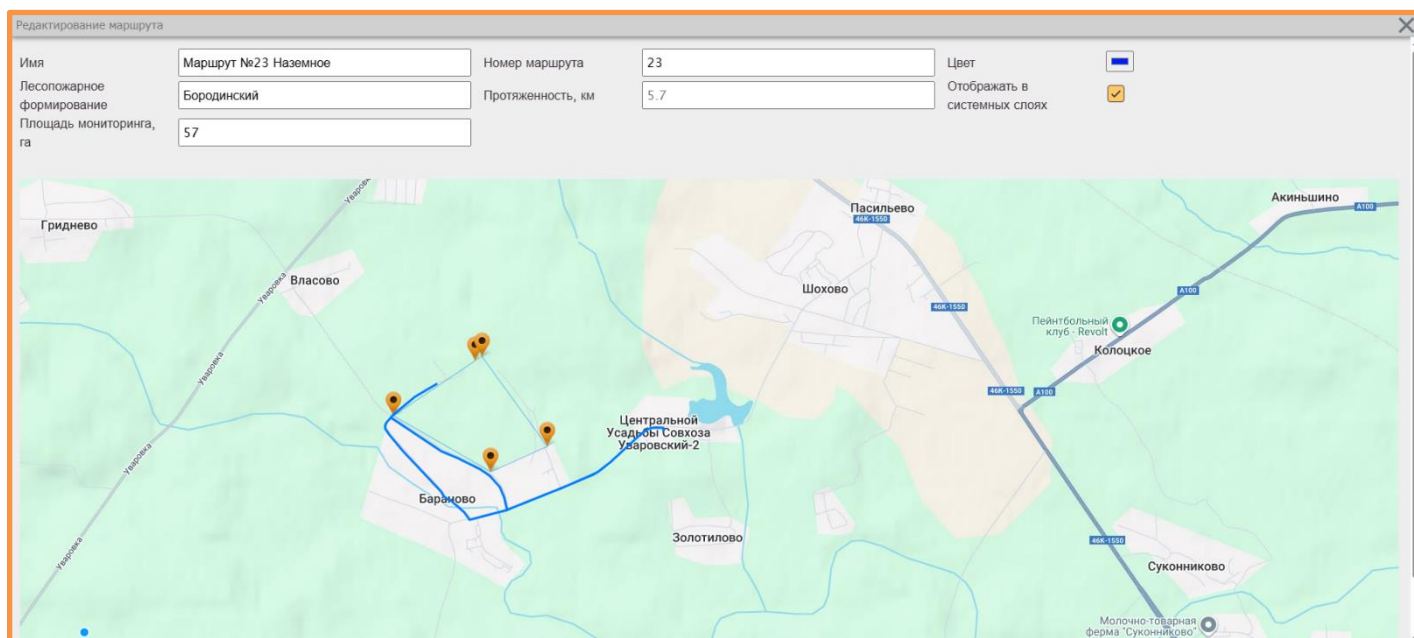 Редактирование маршрута
Имя
Маршрут №23 Наземное
Номер маршрута
23
Цвет
Лесопожарное
формирование
Бородинский
Протяженность, км
5.7
Отображать в
системных слоях
Площадь мониторинга,
га
57
Уваровка
Гриднево
Пасильево
46К-1550
Акиньшино
A100
Власово
Уваровка
Шохово
A100
46К-1550
Пейнтбольный
клуб - Revolt
Колоцкое
Уваровка
46К-1550
A100
Центральной
Усадьбы Совхоза
Уваровский-2
Уваровка
Бараново
Золотилово
46К-1550
Уваровка
Суконниково
Молочно-товарная
ферма "Суконниково"